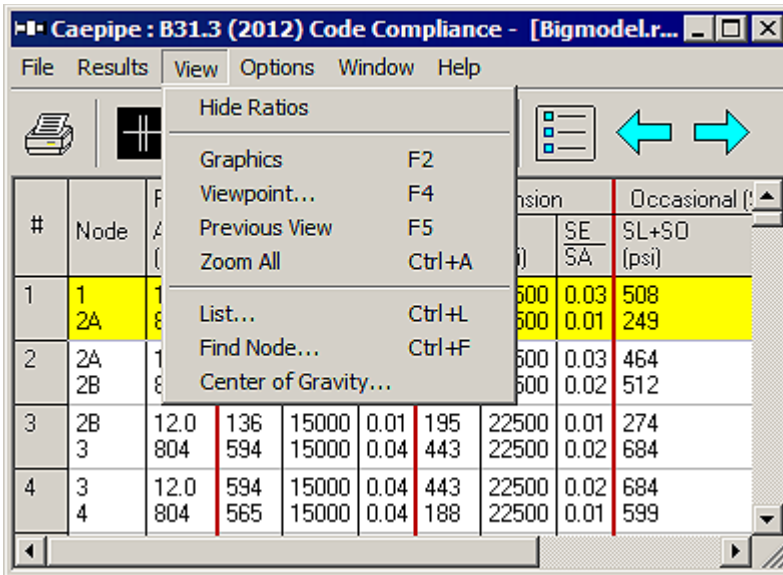 Caepipe : B31.3 (2012) Code Compliance - [Bigmodel.r...
File Results View Options Window Help
Hide Ratios
Graphics F2
Viewpoint... F4
Previous View F5
Zoom All Ctrl+A
List... Ctrl+L
Find Node... Ctrl+F
Center of Gravity...
# Node Occasional
SE SL+SO
SA (psi)
1 1 500 0.03 508
2A 500 0.01 249
2 2A 500 0.03 464
2B 500 0.02 512
3 2B 12.0 136 15000 0.01 195 22500 0.01 274
3 804 594 15000 0.04 443 22500 0.02 684
4 3 12.0 594 15000 0.04 443 22500 0.02 684
4 804 565 15000 0.04 188 22500 0.01 599